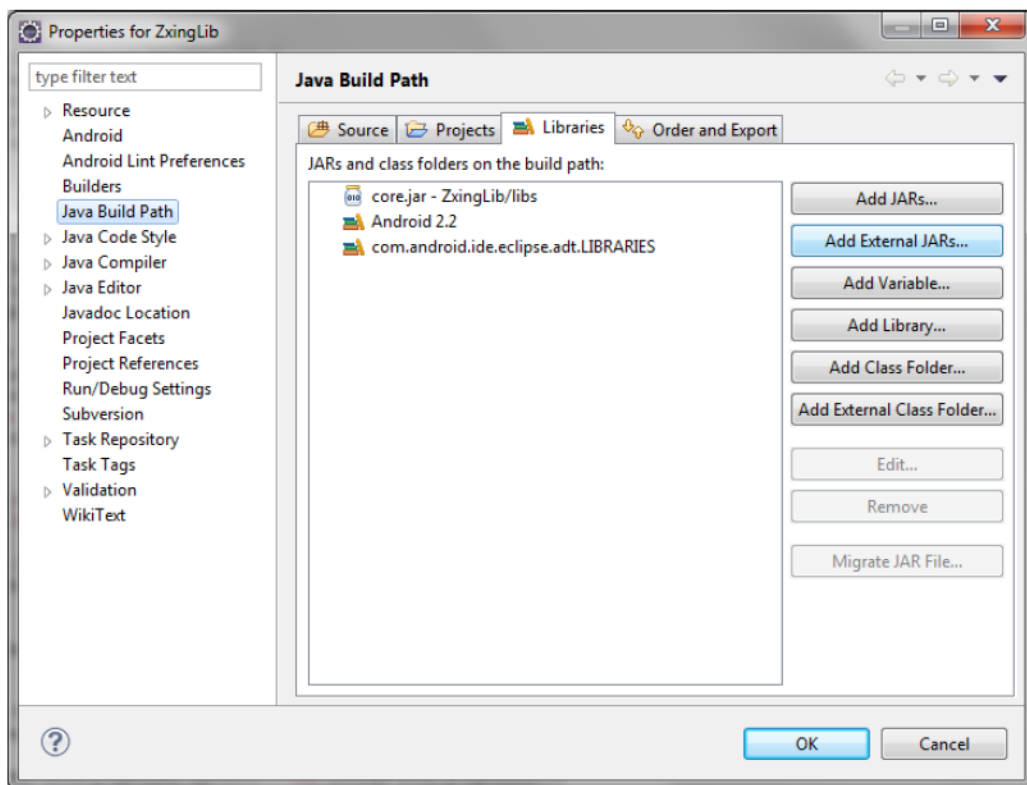 Properties for ZxingLib
type filter text
Resource
Android
Android Lint Preferences
Builders
Java Build Path
Java Code Style
Java Compiler
Java Editor
Javadoc Location
Project Facets
Project References
Run/Debug Settings
Subversion
Task Repository
Task Tags
Validation
WikiText
Java Build Path
Source Projects Libraries Order and Export
JARs and class folders on the build path:
core.jar - ZxingLib/libs
Android 2.2
com.android.ide.eclipse.adt.LIBRARIES
Add JARs...
Add External JARs...
Add Variable...
Add Library...
Add Class Folder...
Add External Class Folder...
Edit...
Remove
Migrate JAR File...
OK Cancel